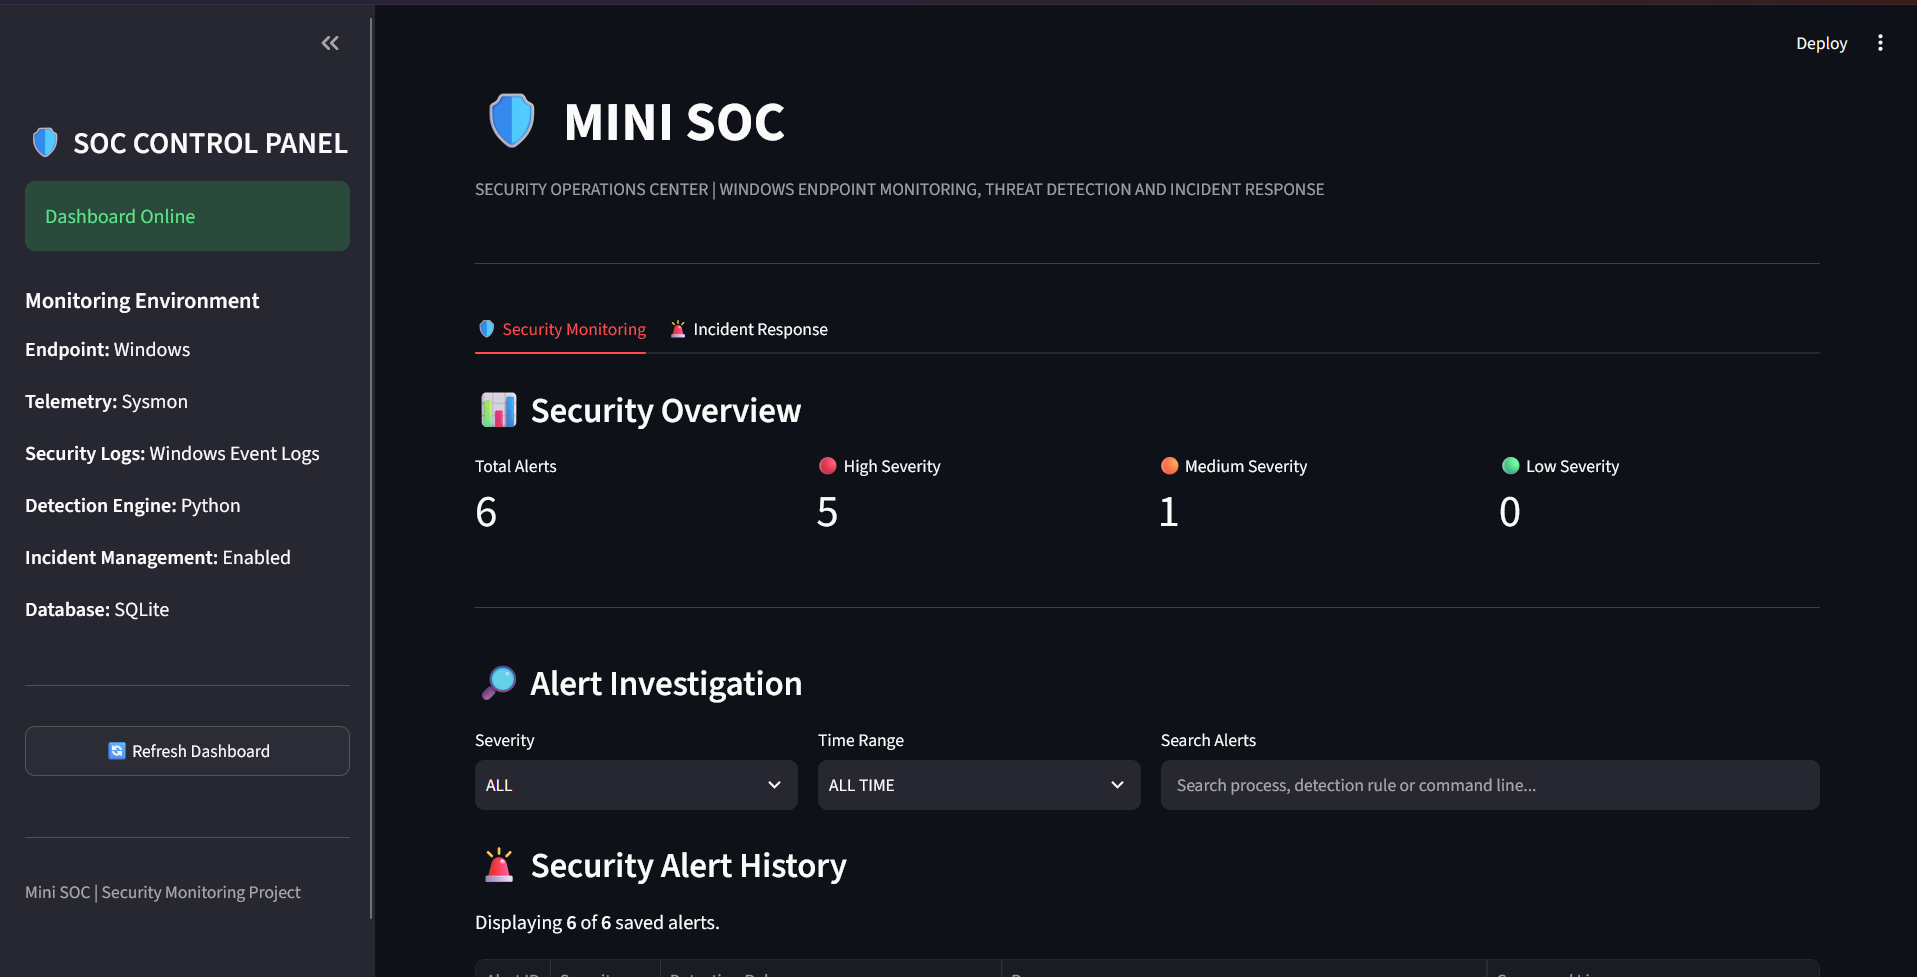 Deploy
SOC CONTROL PANEL
Dashboard Online
Monitoring Environment
Endpoint: Windows
Telemetry: Sysmon
Security Logs: Windows Event Logs
Detection Engine: Python
Incident Management: Enabled
Database: SQLite
Refresh Dashboard
Mini SOC | Security Monitoring Project
MINI SOC
SECURITY OPERATIONS CENTER | WINDOWS ENDPOINT MONITORING, THREAT DETECTION AND INCIDENT RESPONSE
Security Monitoring Incident Response
Security Overview
Total Alerts High Severity Medium Severity Low Severity
6 5 1 0
Alert Investigation
Severity Time Range Search Alerts
ALL ALL TIME Search process, detection rule or command line...
Security Alert History
Displaying 6 of 6 saved alerts.